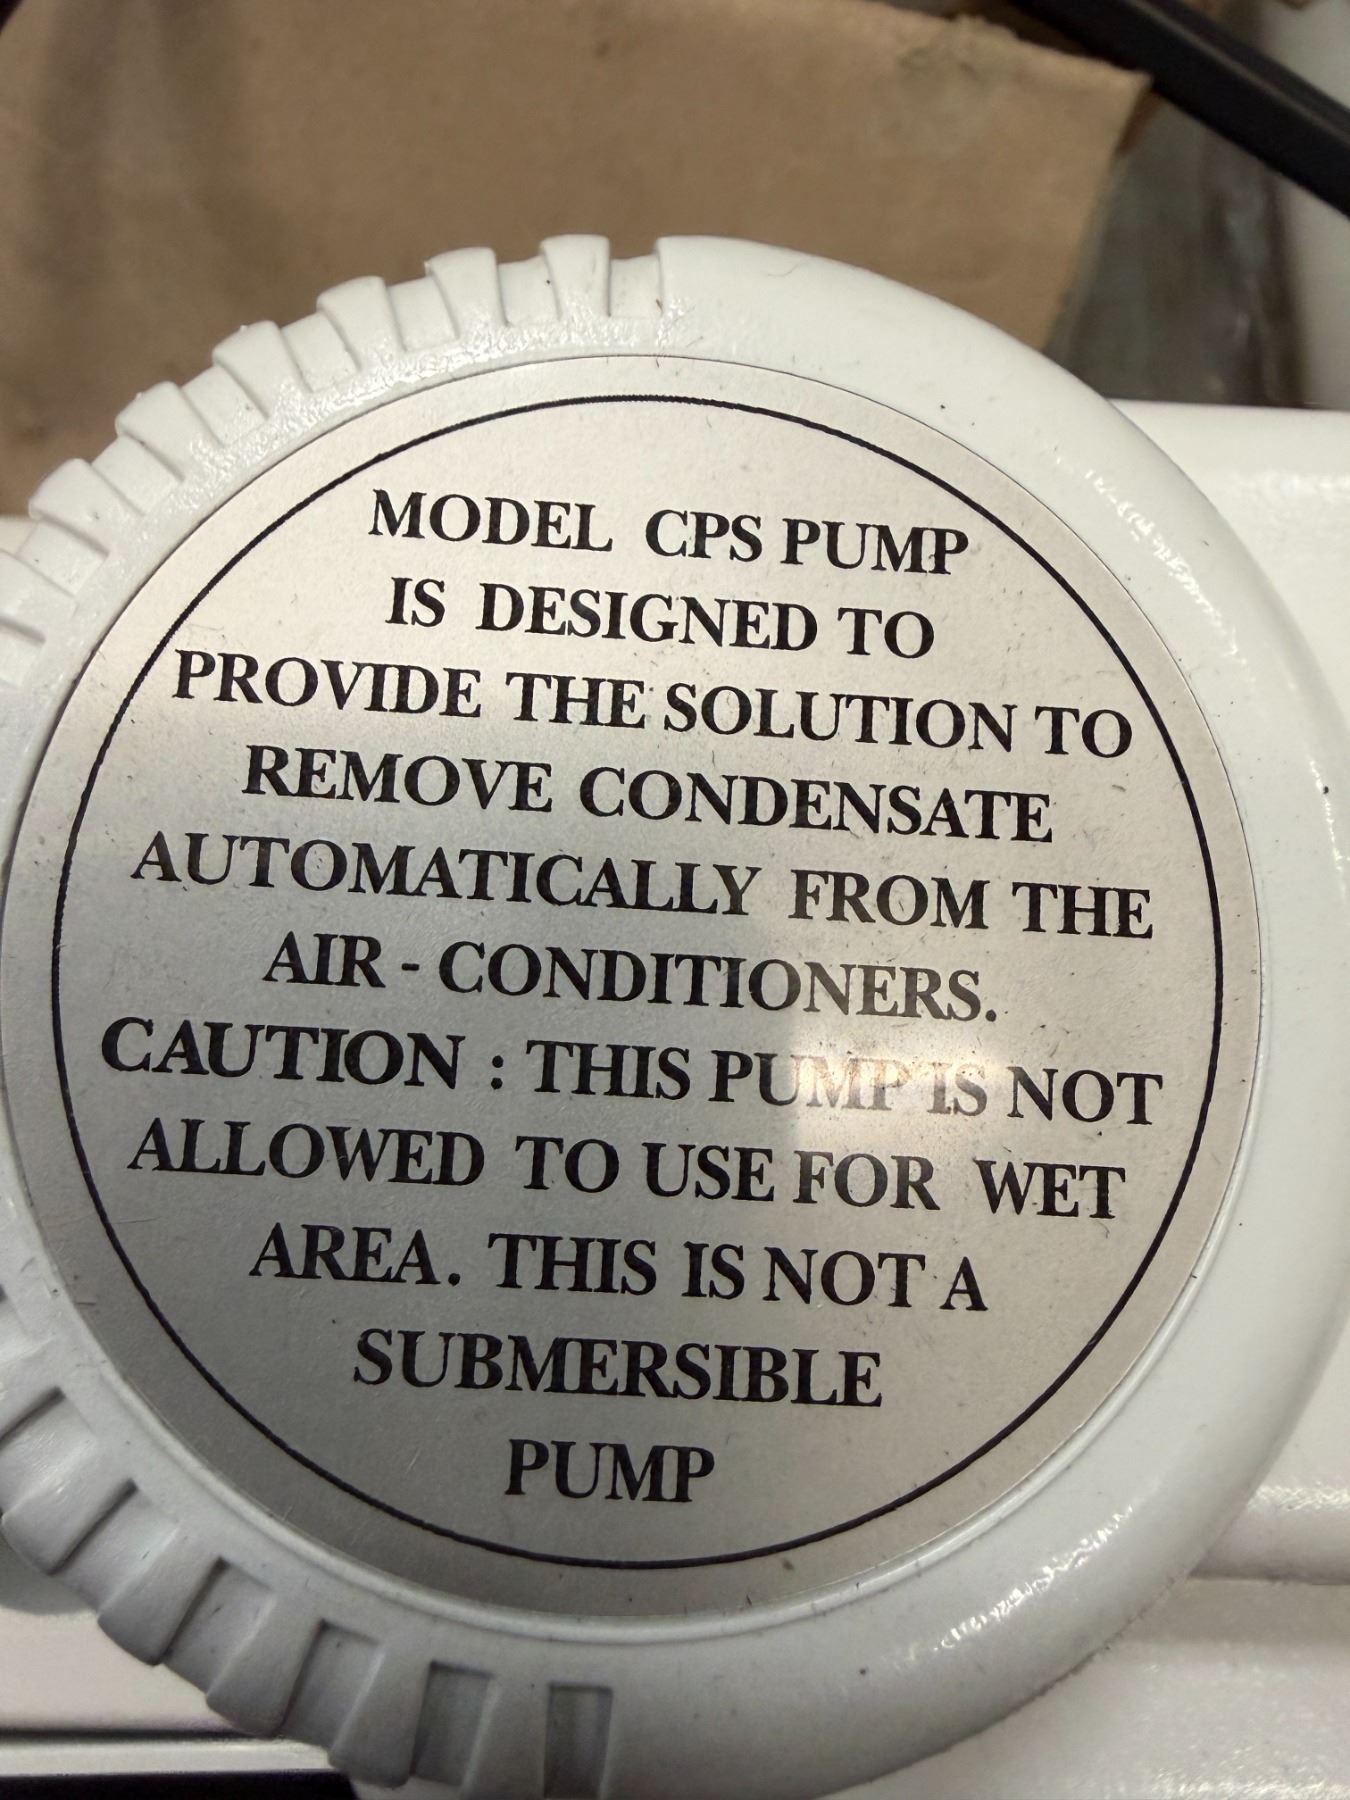 MODEL CPS PUMP
IS DESIGNED TO
PROVIDE THE SOLUTION TO
REMOVE CONDENSATE
AUTOMATICALLY FROM THE
AIR - CONDITIONERS.
CAUTION : THIS PUMP IS NOT
ALLOWED TO USE FOR WET
AREA. THIS IS NOT A
SUBMERSIBLE
PUMP